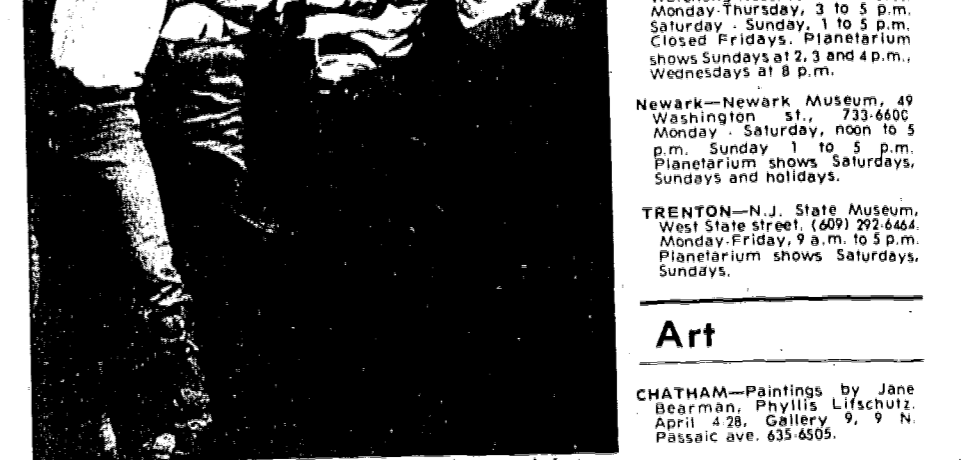 Monday-Thursday, 3 to 5 p.m.
Saturday - Sunday, 1 to 5 p.m.
Closed Fridays. Planetarium
shows Sundays at 2, 3 and 4 p.m.,
Wednesdays at 8 p.m.
Newark—Newark Museum, 49
Washington st., 733-6600
Monday - Saturday, noon to 5
p.m. Sunday 1 to 5 p.m.
Planetarium shows Saturdays,
Sundays and holidays.
TRENTON—N.J. State Museum,
West State street, (609) 292-6464.
Monday-Friday, 9 a.m. to 5 p.m.
Planetarium shows Saturdays,
Sundays.
Art
CHATHAM—Paintings by Jane
Bearman, Phyllis Lifschutz.
April 4-28, Gallery 9, 9 N.
Passaic ave. 635-6505.